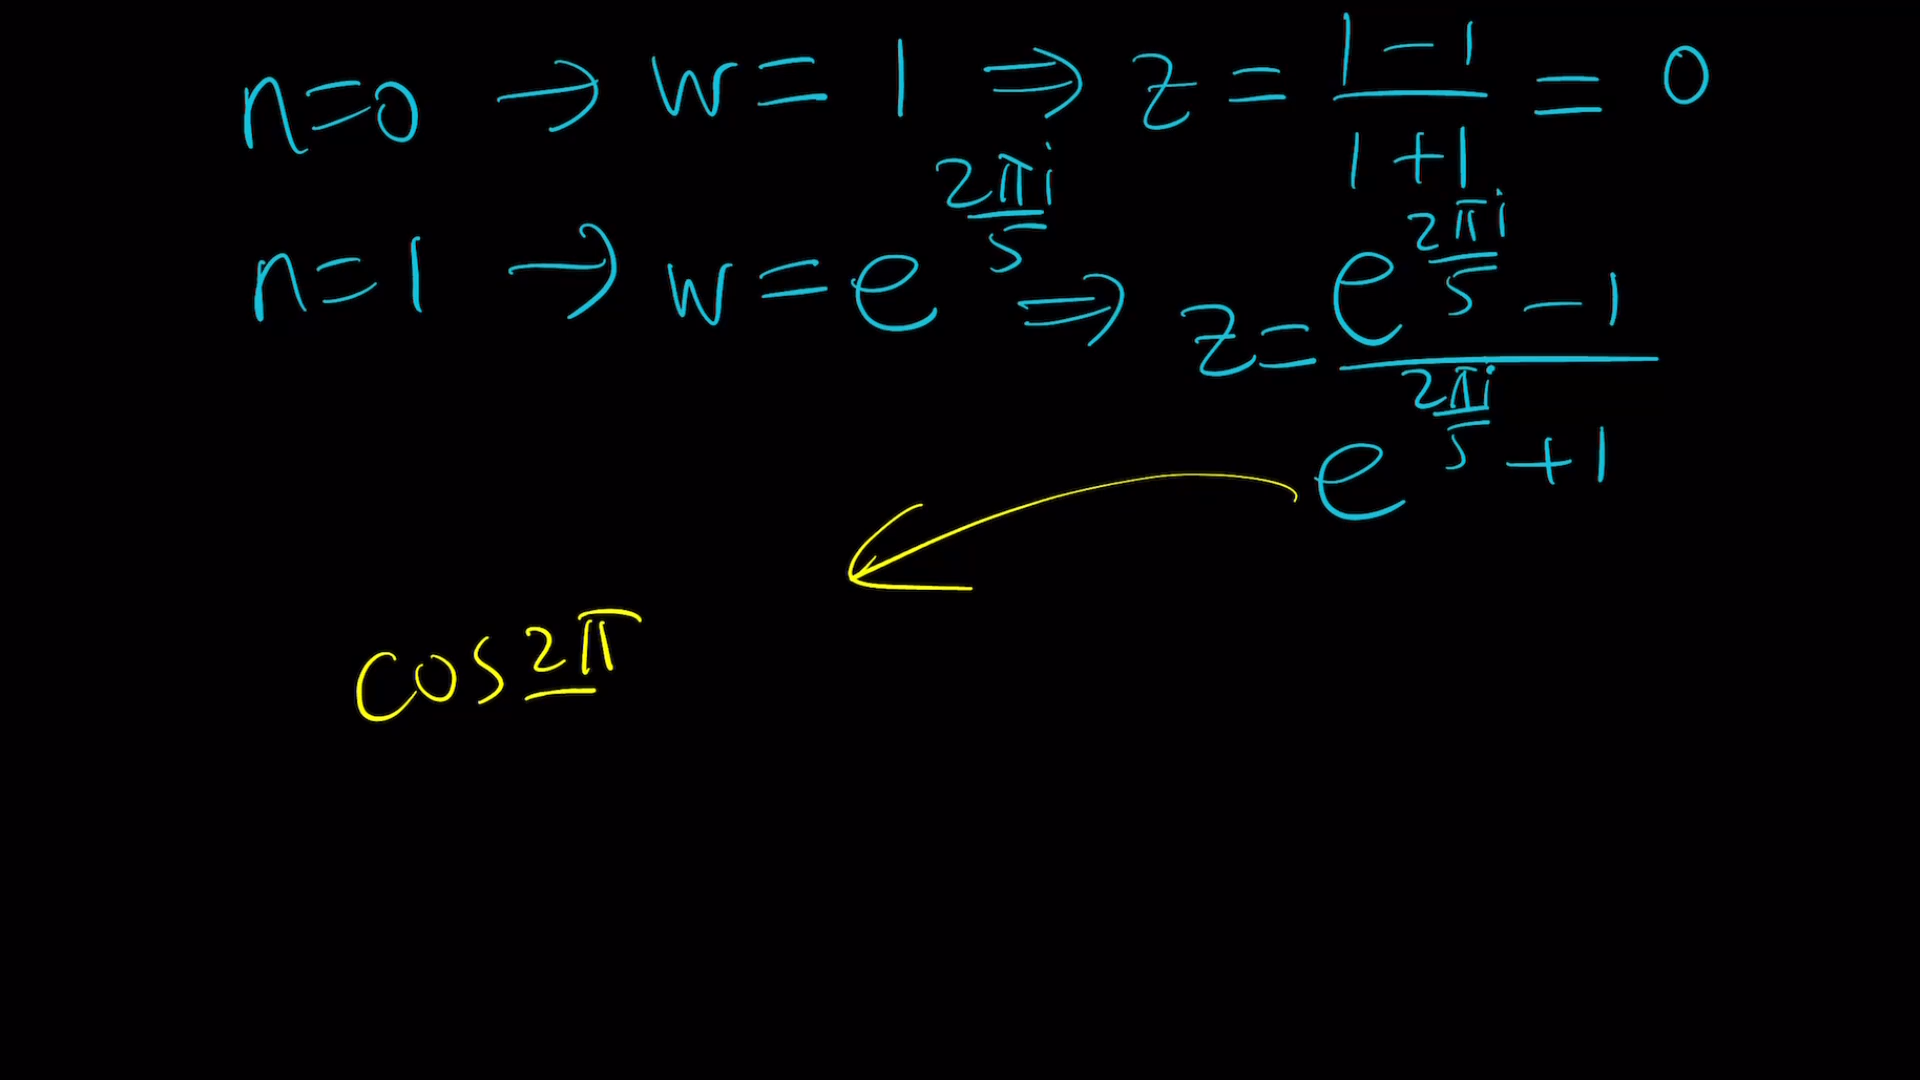 n=0 → w = 1 ⇒ z = (1-1)/(1+1) = 0
n=1 → w = e^(2πi/5) ⇒ z = (e^(2πi/5) - 1)/(e^(2πi/5) + 1)
cos 2π